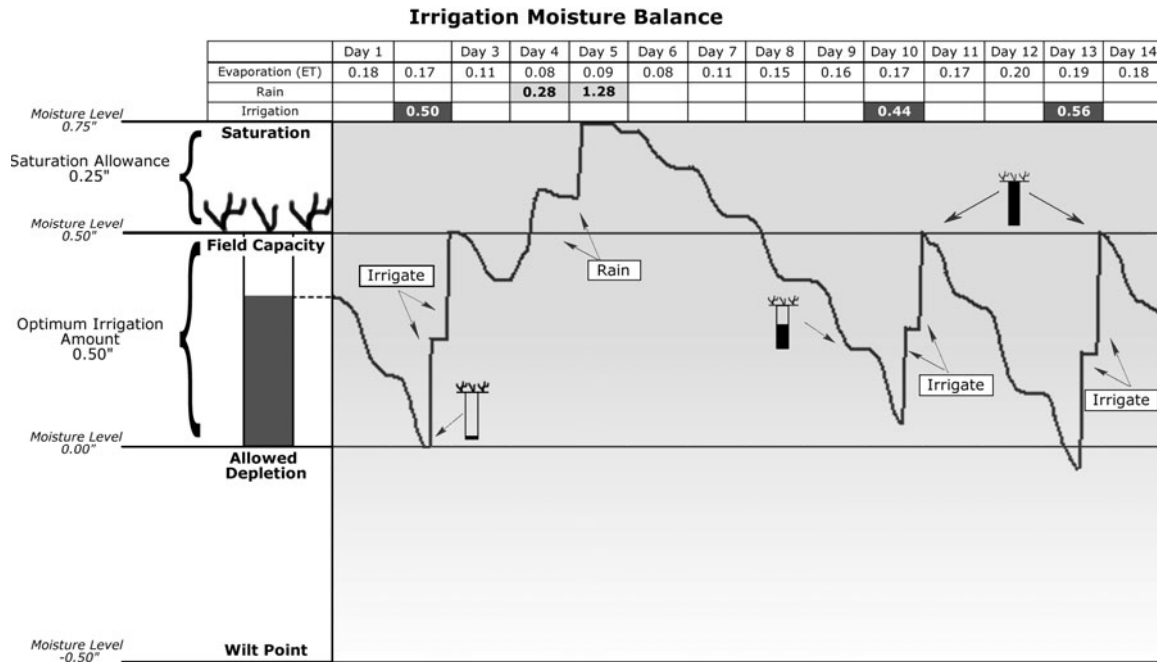 Irrigation Moisture Balance
Day 1 Day 3 Day 4 Day 5 Day 6 Day 7 Day 8 Day 9 Day 10 Day 11 Day 12 Day 13 Day 14
Evaporation (ET) 0.18 0.17 0.11 0.08 0.09 0.08 0.11 0.15 0.16 0.17 0.17 0.20 0.19 0.18
Rain 0.28 1.28
Irrigation 0.50 0.44 0.56
Moisture Level
0.75"
Saturation
Saturation Allowance
0.25"
Moisture Level
0.50"
Field Capacity
Irrigate
Rain
Optimum Irrigation
Amount
0.50"
Irrigate
Irrigate
Moisture Level
0.00"
Allowed
Depletion
Moisture Level
-0.50"
Wilt Point